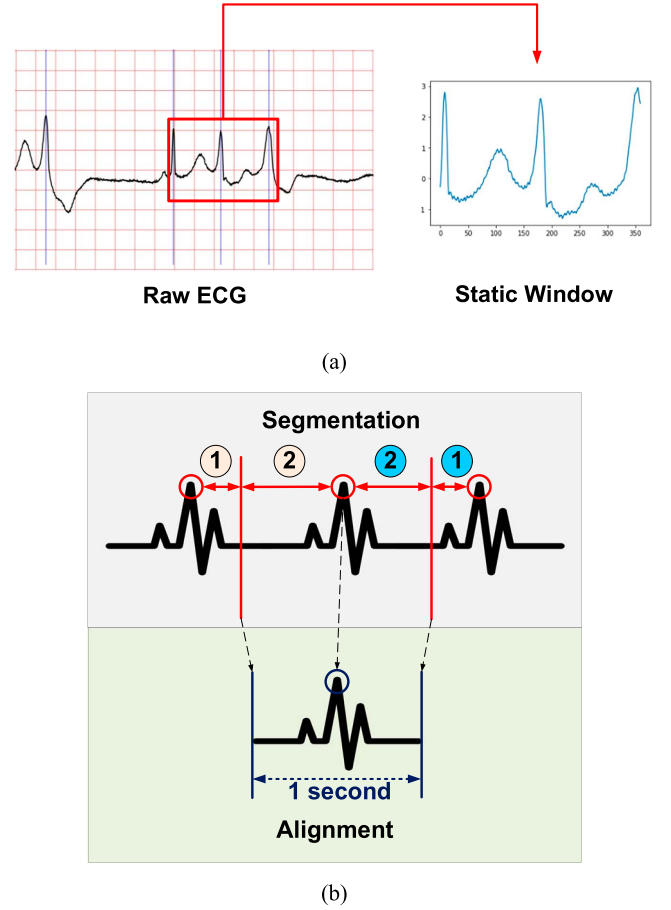 3
2
1
0
1
0 50 100 150 200 250 300 350
Raw ECG
Static Window
(a)
Segmentation
1 2 2 1
1 second
Alignment
(b)